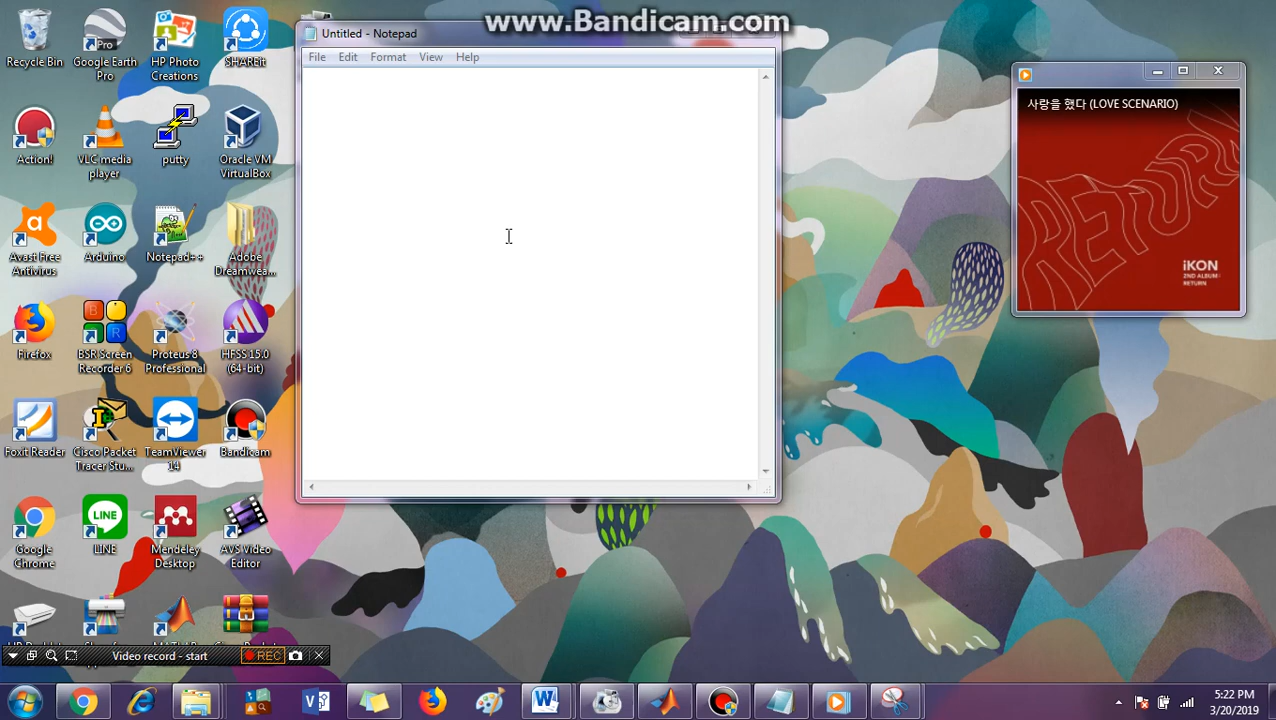 www.Bandicam.com
Untitled - Notepad
File Edit Format View Help
Recycle Bin
Google Earth Pro
HP Photo Creations
SHAREit
Action!
VLC media player
putty
Oracle VM VirtualBox
Avast Free Antivirus
Arduino
Notepad++
Adobe Dreamwea...
Firefox
BSR Screen Recorder 6
Proteus 8 Professional
HFSS 15.0 (64-bit)
Foxit Reader
Cisco Packet Tracer Stu...
TeamViewer 14
Bandicam
Google Chrome
LINE
Mendeley Desktop
AVS Video Editor
사랑을 했다 (LOVE SCENARIO)
RETURN
iKON
2ND ALBUM
RETURN
Video record - start
REC
5:22 PM
3/20/2019